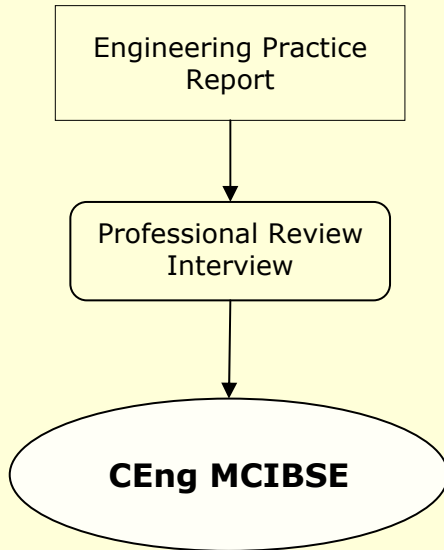 Engineering Practice
Report
Professional Review
Interview
CEng MCIBSE